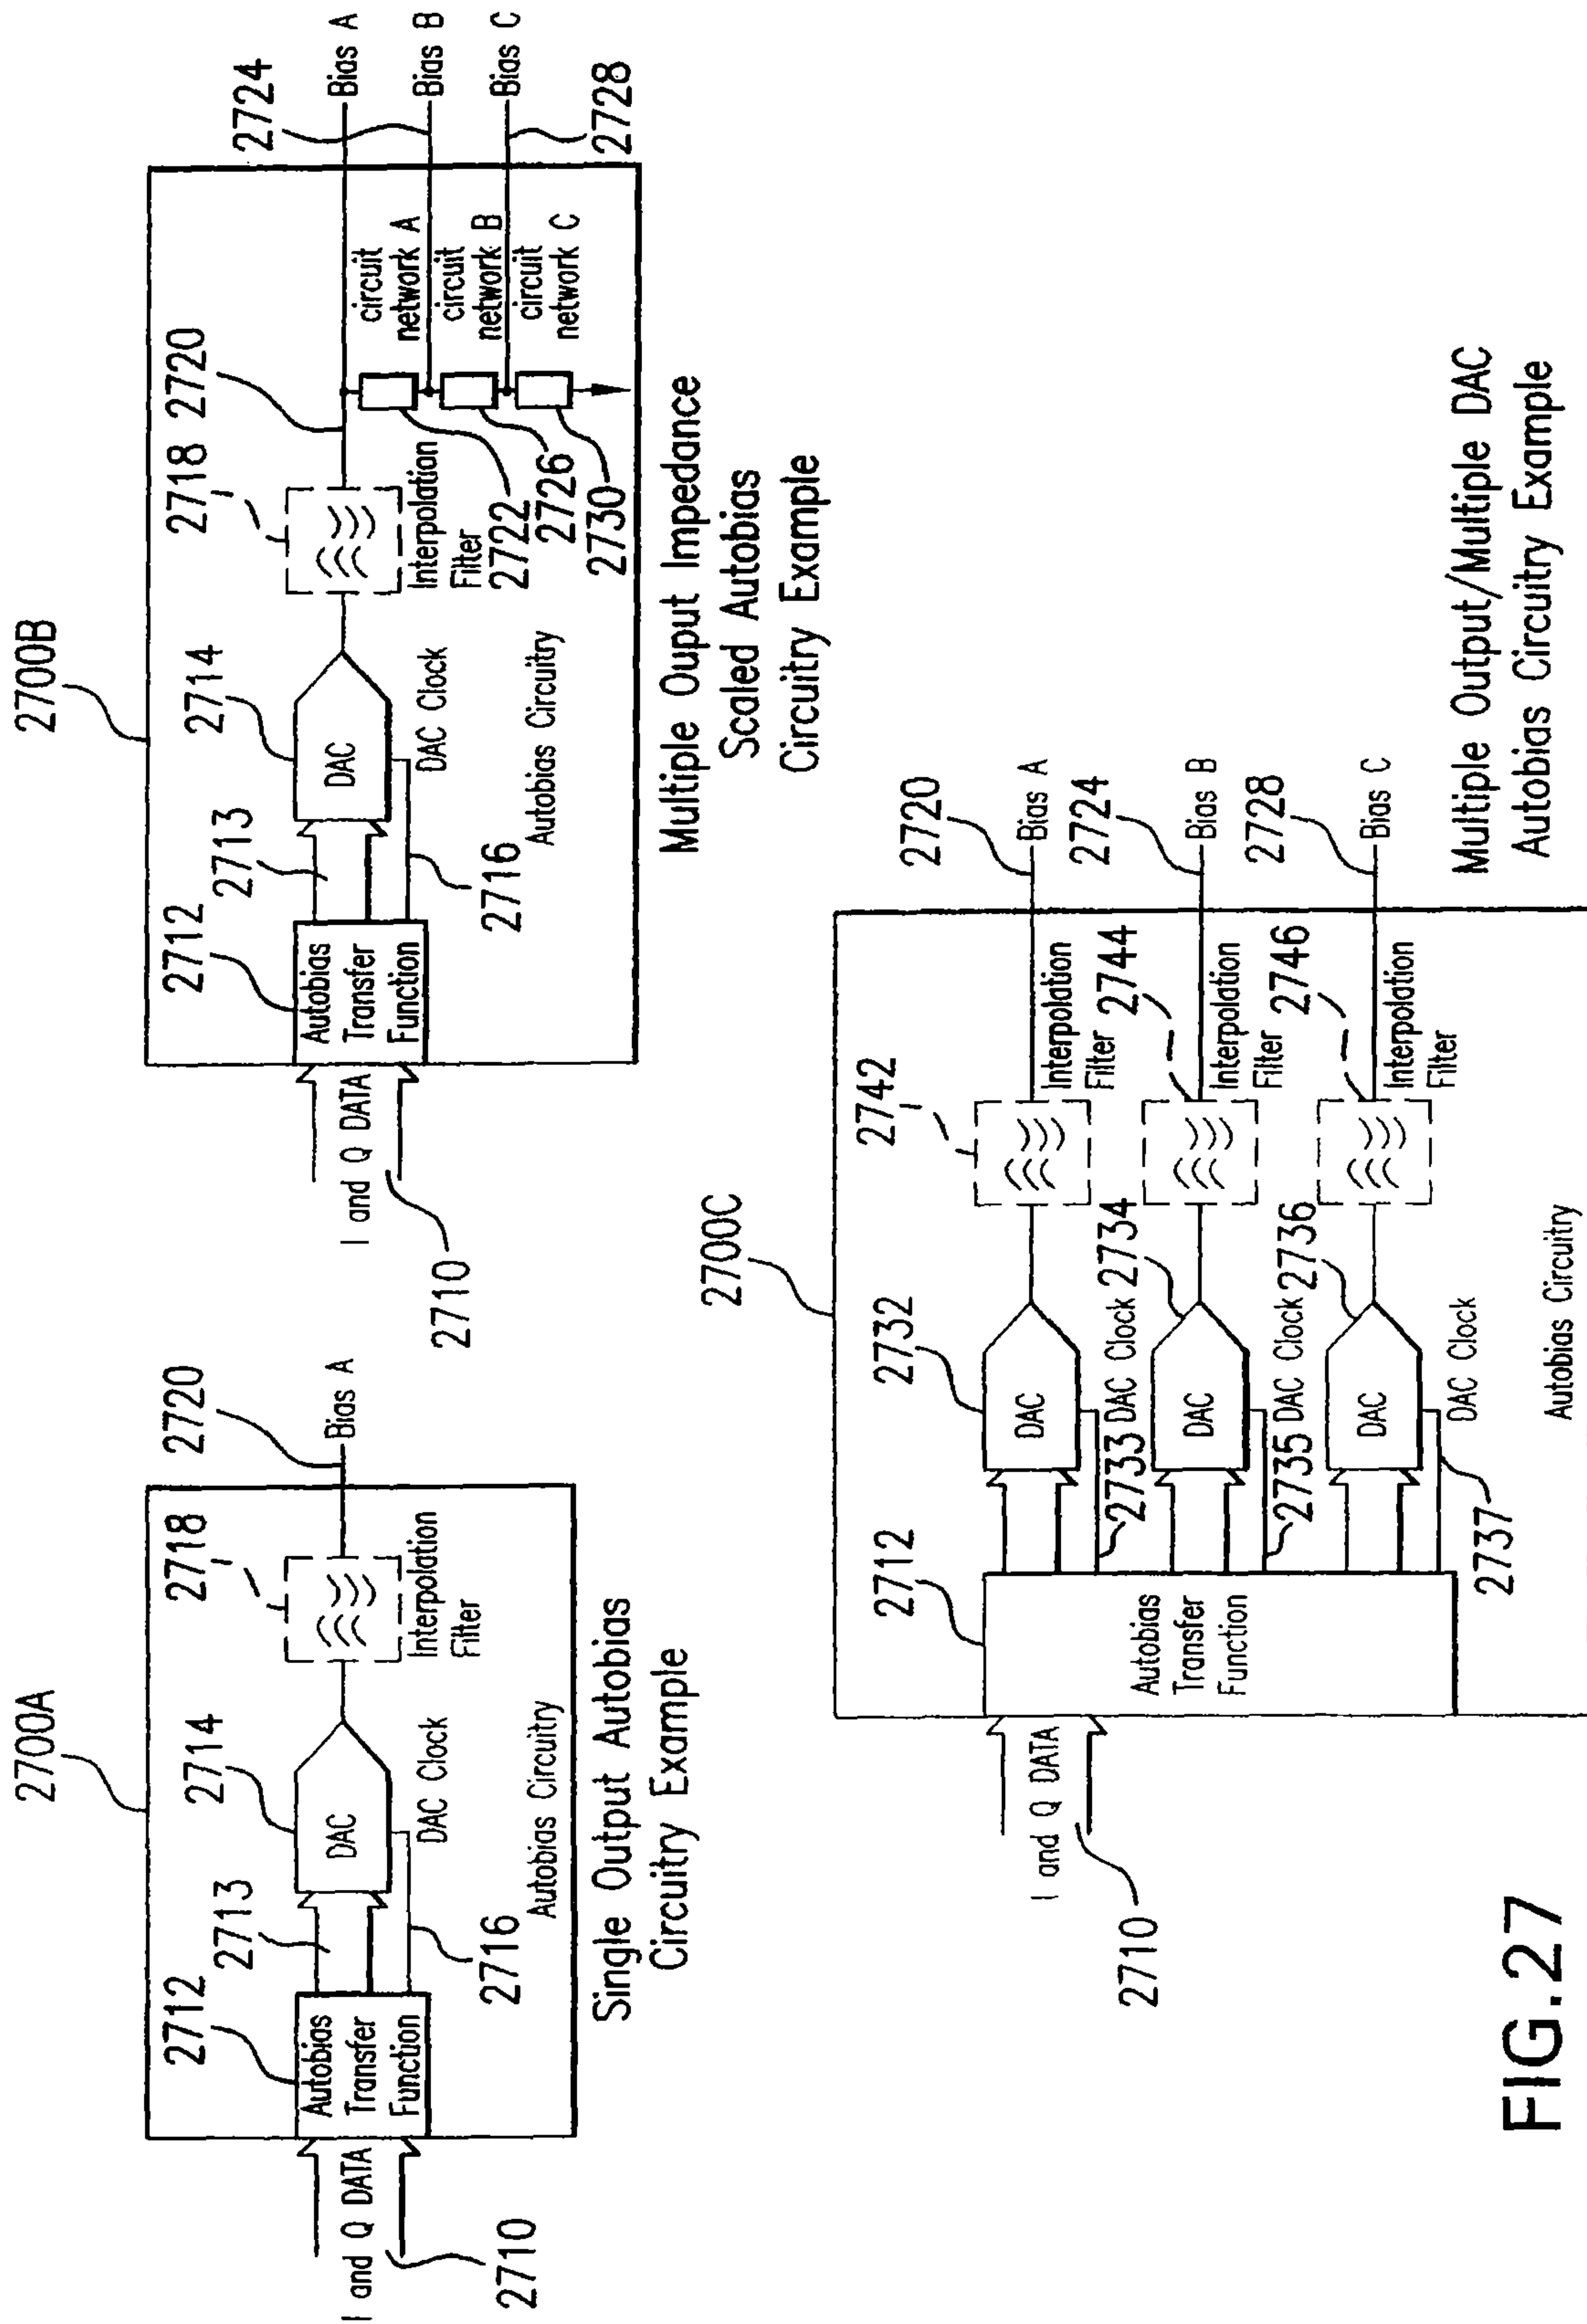 2700A
2712
2713
2714
2718
2720
I and Q DATA
Autobias
Transfer
Function
DAC
Bias A
DAC Clock
Interpolation
Filter
2710
2716
Autobias Circuitry
Single Output Autobias
Circuitry Example
2700B
2712
2713
2714
2718
2720
2724
I and Q DATA
Autobias
Transfer
Function
DAC
Bias A
Bias B
Bias C
circuit
network A
circuit
network B
circuit
network C
DAC Clock
Interpolation
Filter
2710
2716
2722
2726
2730
2728
Autobias Circuitry
Multiple Ouput Impedance
Scaled Autobias
Circuitry Example
2700C
2712
2732
2742
2720
I and Q DATA
DAC
Bias A
Interpolation
Filter
2710
2733
DAC Clock
2734
2744
2724
Autobias
Transfer
Function
DAC
Bias B
Interpolation
Filter
2735
DAC Clock
2736
2746
2728
DAC
Bias C
Interpolation
Filter
2737
DAC Clock
Autobias Circuitry
Multiple Output/Multiple DAC
Autobias Circuitry Example
FIG.27